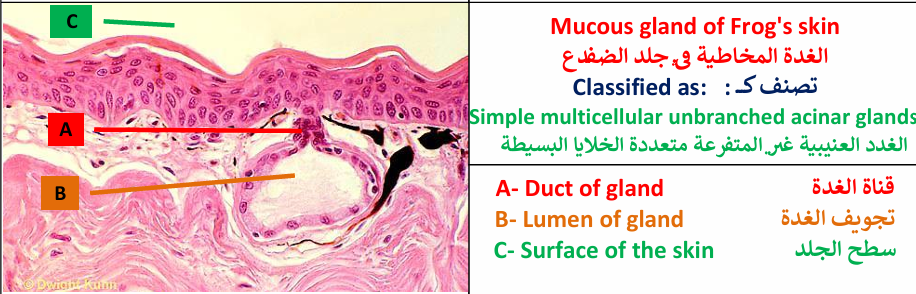 C
A
B
© Dwight Kuhn
Mucous gland of Frog's skin
الغدة المخاطية في جلد الضفدع
Classified as: تصنف كـ :
Simple multicellular unbranched acinar glands
الغدد العنيبية غير المتفرعة متعددة الخلايا البسيطة
A- Duct of gland قناة الغدة
B- Lumen of gland تجويف الغدة
C- Surface of the skin سطح الجلد